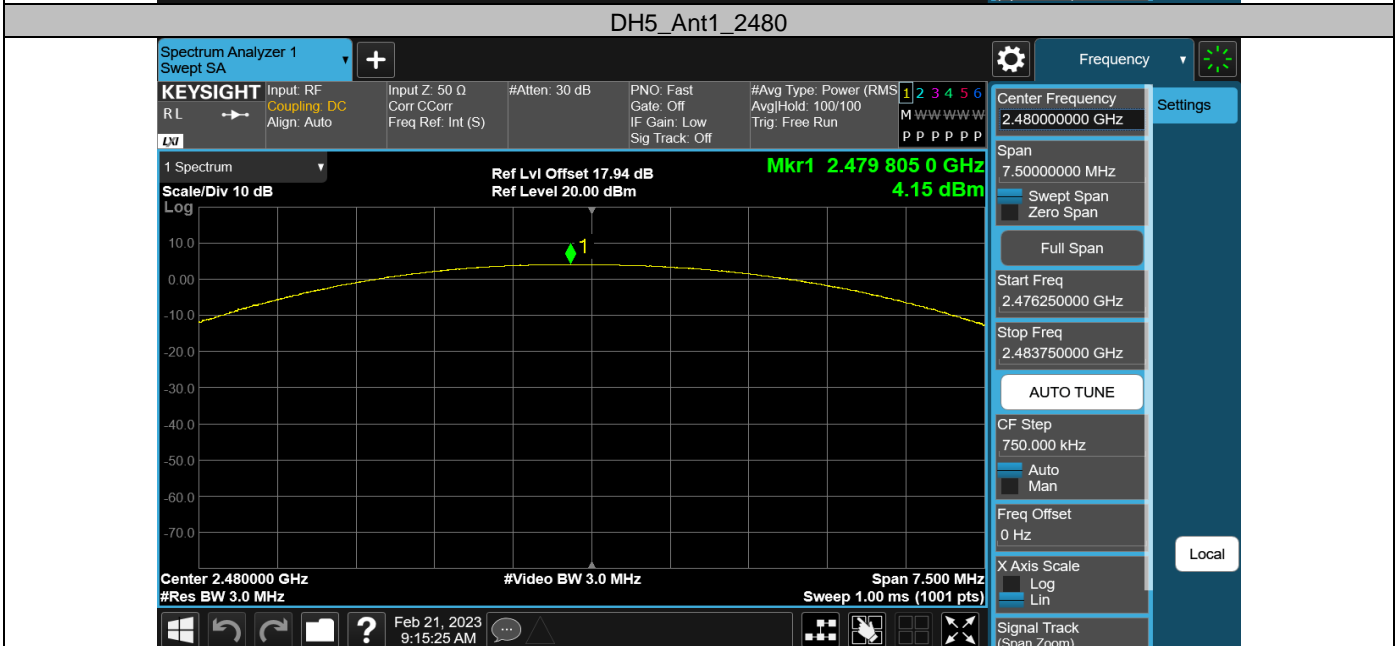 DH5_Ant1_2480
Spectrum Analyzer 1
Swept SA
+
Frequency
KEYSIGHT
RL
LXI
Input: RF
Coupling: DC
Align: Auto
Input Z: 50 Ω
Corr CCorr
Freq Ref: Int (S)
#Atten: 30 dB
PNO: Fast
Gate: Off
IF Gain: Low
Sig Track: Off
#Avg Type: Power (RMS
Avg|Hold: 100/100
Trig: Free Run
1 2 3 4 5 6
M W W W W W
P P P P P P
1 Spectrum
Scale/Div 10 dB
Log
Ref Lvl Offset 17.94 dB
Ref Level 20.00 dBm
Mkr1 2.479 805 0 GHz
4.15 dBm
1
10.0
0.00
-10.0
-20.0
-30.0
-40.0
-50.0
-60.0
-70.0
Center 2.480000 GHz
#Res BW 3.0 MHz
#Video BW 3.0 MHz
Span 7.500 MHz
Sweep 1.00 ms (1001 pts)
?
Feb 21, 2023
9:15:25 AM
Center Frequency
2.480000000 GHz
Settings
Span
7.50000000 MHz
Swept Span
Zero Span
Full Span
Start Freq
2.476250000 GHz
Stop Freq
2.483750000 GHz
AUTO TUNE
CF Step
750.000 kHz
Auto
Man
Freq Offset
0 Hz
Local
X Axis Scale
Log
Lin
Signal Track
(Span Zoom)